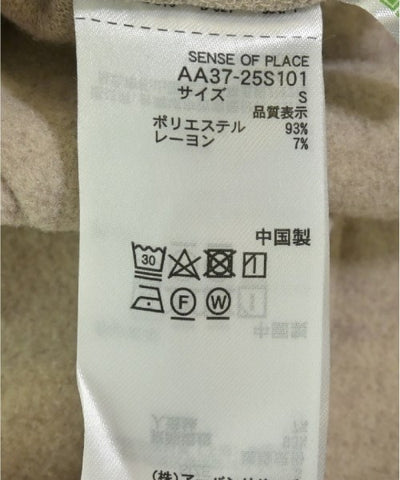 SENSE OF PLACE
AA37-25S101
サイズ S
品質表示
ポリエステル 93%
レーヨン 7%
中国製
30
F W